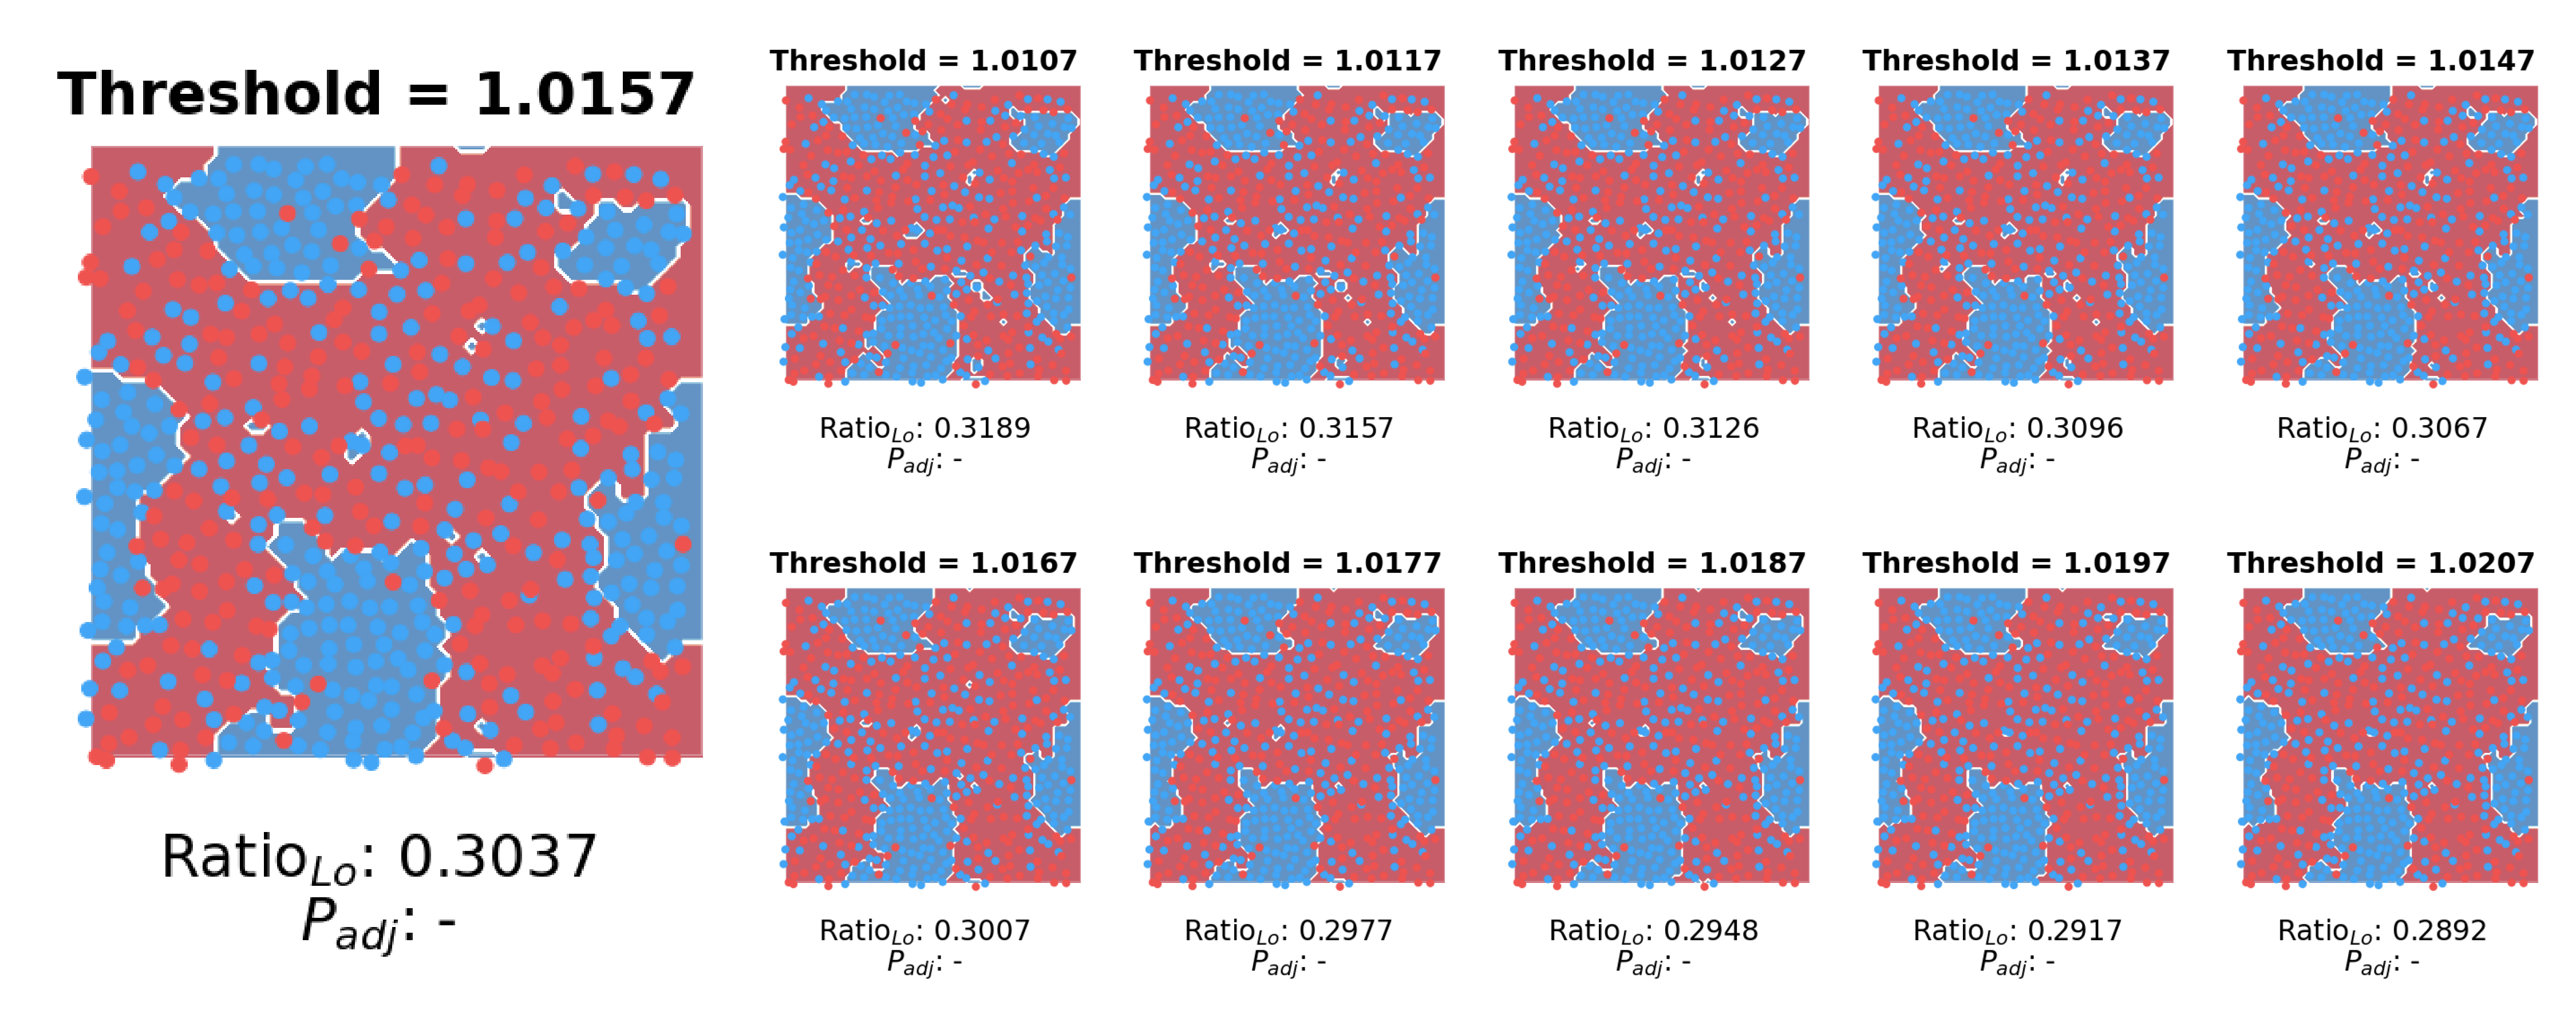 Threshold = 1.0157
Ratio_Lo: 0.3037
P_adj: -
Threshold = 1.0107
Ratio_Lo: 0.3189
P_adj: -
Threshold = 1.0117
Ratio_Lo: 0.3157
P_adj: -
Threshold = 1.0127
Ratio_Lo: 0.3126
P_adj: -
Threshold = 1.0137
Ratio_Lo: 0.3096
P_adj: -
Threshold = 1.0147
Ratio_Lo: 0.3067
P_adj: -
Threshold = 1.0167
Ratio_Lo: 0.3007
P_adj: -
Threshold = 1.0177
Ratio_Lo: 0.2977
P_adj: -
Threshold = 1.0187
Ratio_Lo: 0.2948
P_adj: -
Threshold = 1.0197
Ratio_Lo: 0.2917
P_adj: -
Threshold = 1.0207
Ratio_Lo: 0.2892
P_adj: -